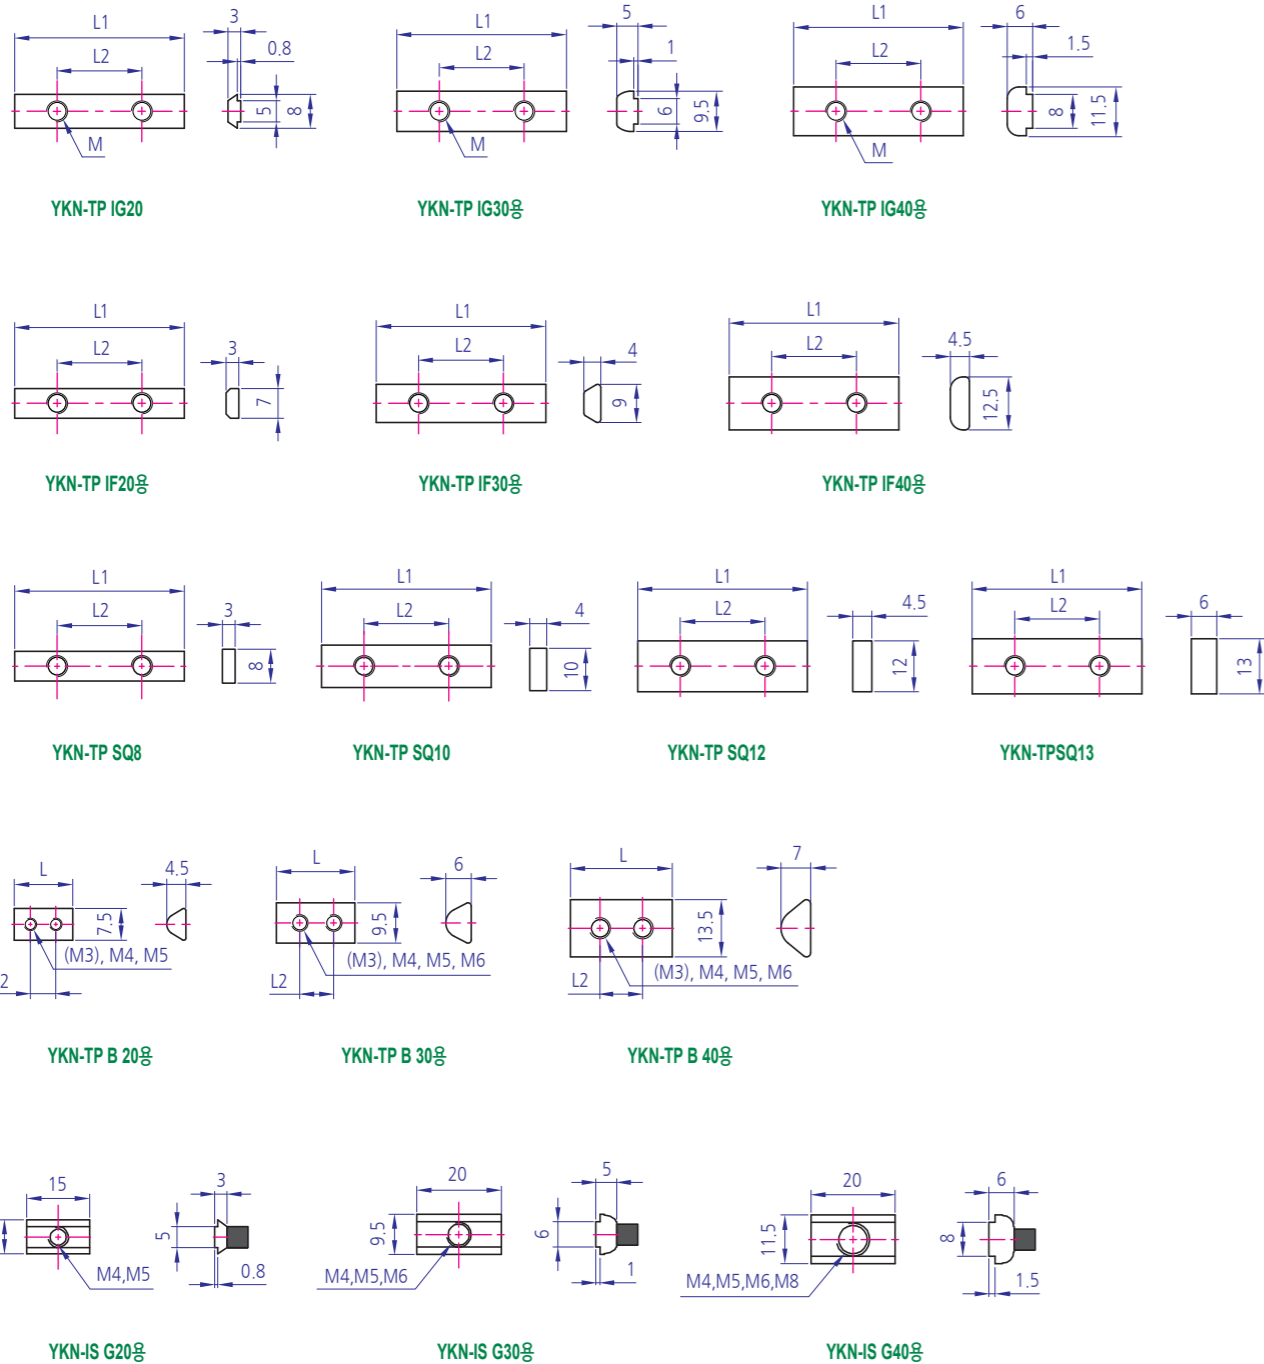 L1
3
L2
0.8
5
8
M
YKN-TP IG20
L1
5
L2
1
6
9.5
M
YKN-TP IG30용
L1
6
L2
1.5
8
11.5
M
YKN-TP IG40용
L1
L2
3
7
YKN-TP IF20용
L1
L2
4
9
YKN-TP IF30용
L1
L2
4.5
12.5
YKN-TP IF40용
L1
L2
3
8
YKN-TP SQ8
L1
L2
4
10
YKN-TP SQ10
L1
L2
4.5
12
YKN-TP SQ12
L1
L2
6
13
YKN-TPSQ13
L
4.5
7.5
(M3), M4, M5
2
YKN-TP B 20용
L
6
9.5
(M3), M4, M5, M6
L2
YKN-TP B 30용
L
7
13.5
(M3), M4, M5, M6
L2
YKN-TP B 40용
15
3
5
M4,M5
0.8
YKN-IS G20용
20
5
9.5
6
M4,M5,M6
1
YKN-IS G30용
20
6
11.5
8
M4,M5,M6,M8
1.5
YKN-IS G40용